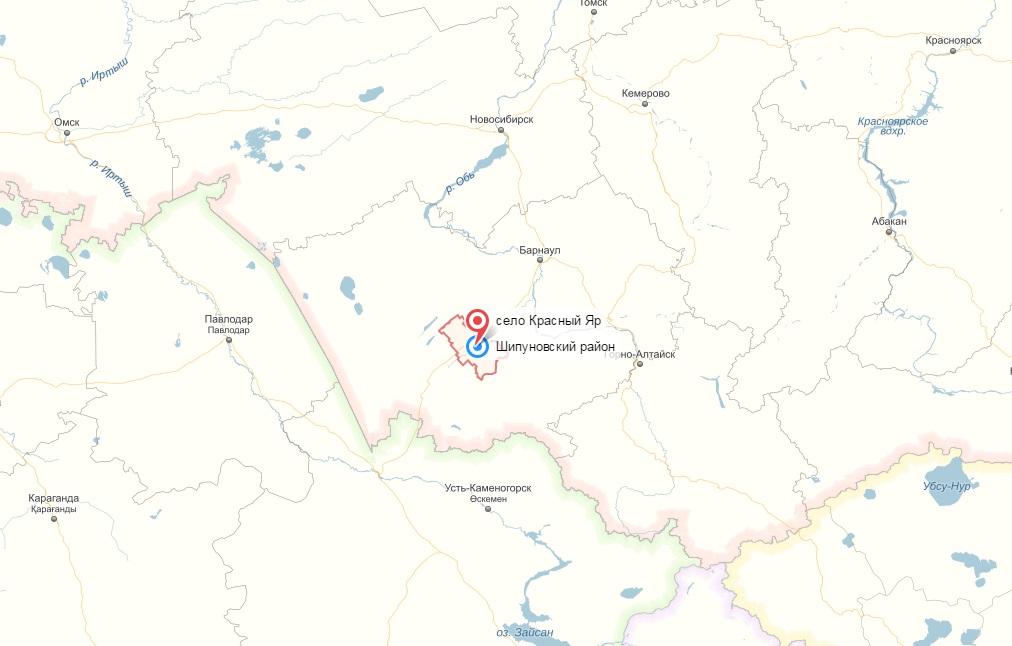 Томск
Красноярск
р. Иртыш
Кемерово
Омск
Новосибирск
Красноярское
вдхр.
р. Иртыш
р. Обь
Абакан
Барнаул
Павлодар
Павлодар
село Красный Яр
Шипуновский район
Горно-Алтайск
Усть-Каменогорск
Өскемен
Убсу-Нур
Караганда
Қарағанды
оз. Зайсан